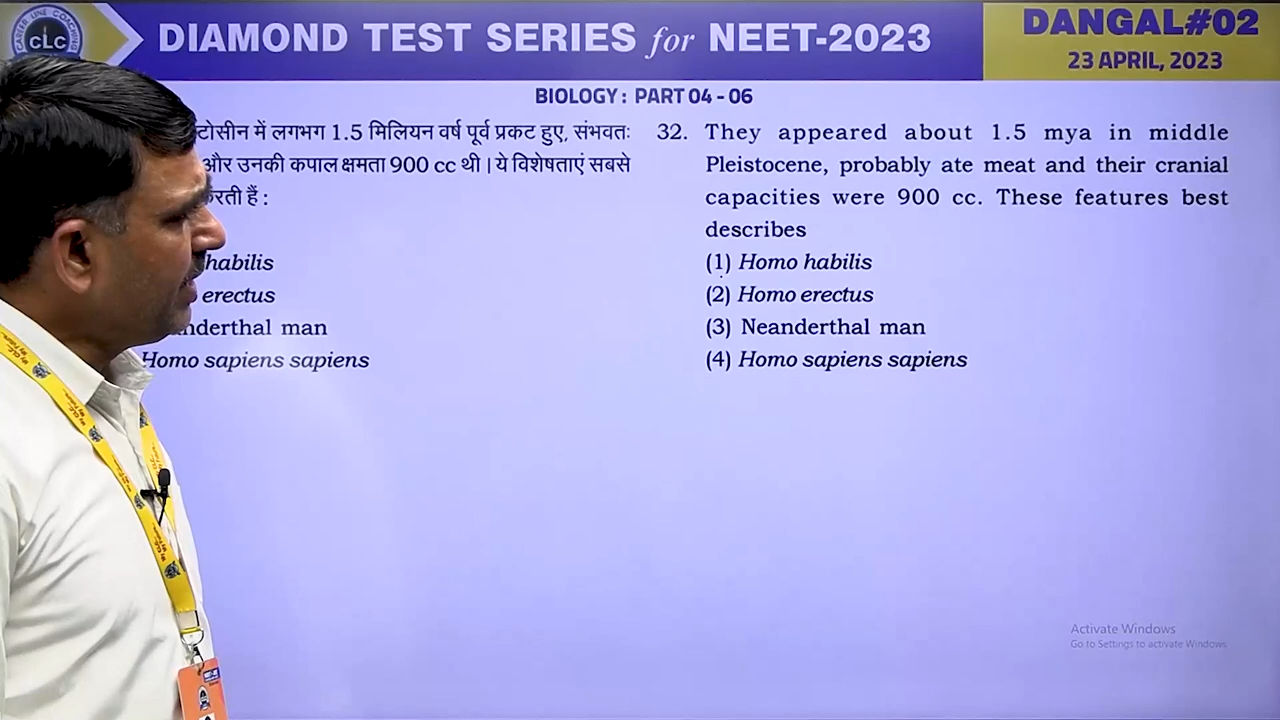 CAREER LINE COACHING
CLC
DIAMOND TEST SERIES for NEET-2023
DANGAL#02
23 APRIL, 2023
BIOLOGY : PART 04 - 06
में लगभग 1.5 मिलियन वर्ष पूर्व प्रकट हुए, संभवतः
और उनकी कपाल क्षमता 900 cc थी। ये विशेषताएं सबसे
हैं :
habilis
erectus
man
Homo sapiens sapiens
32. They appeared about 1.5 mya in middle
Pleistocene, probably ate meat and their cranial
capacities were 900 cc. These features best
describes
(1) Homo habilis
(2) Homo erectus
(3) Neanderthal man
(4) Homo sapiens sapiens
Activate Windows
Go to Settings to activate Windows.